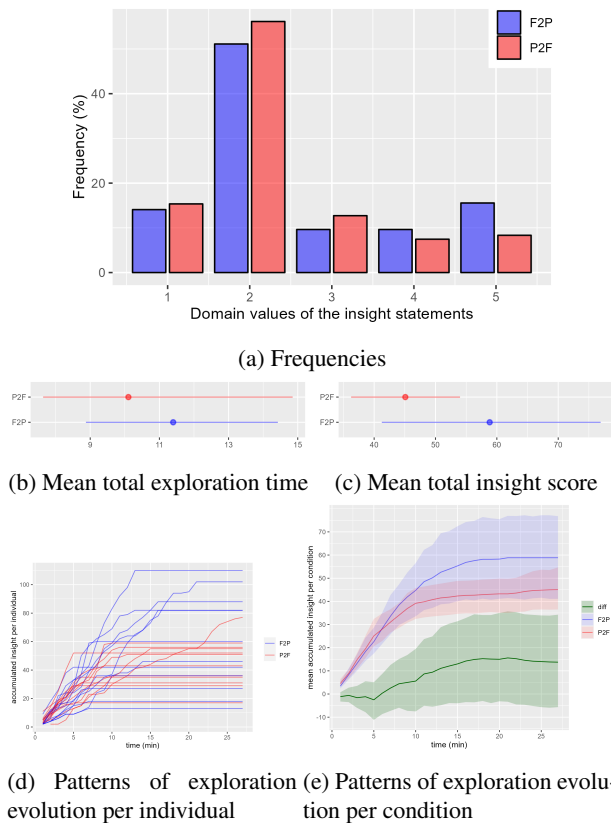 F2P
P2F
Frequency (%)
40
20
0
1 2 3 4 5
Domain values of the insight statements
(a) Frequencies
P2F
F2P
9 11 13 15
P2F
F2P
40 50 60 70
(b) Mean total exploration time (c) Mean total insight score
accumulated insight per individual
100
80
60
40
20
0
0 5 10 15 20 25
time (min)
F2P
P2F
mean accumulated insight per condition
70
60
50
40
30
20
10
0
-10
0 5 10 15 20 25
time (min)
diff
F2P
P2F
(d) Patterns of exploration (e) Patterns of exploration evolu-
evolution per individual tion per condition